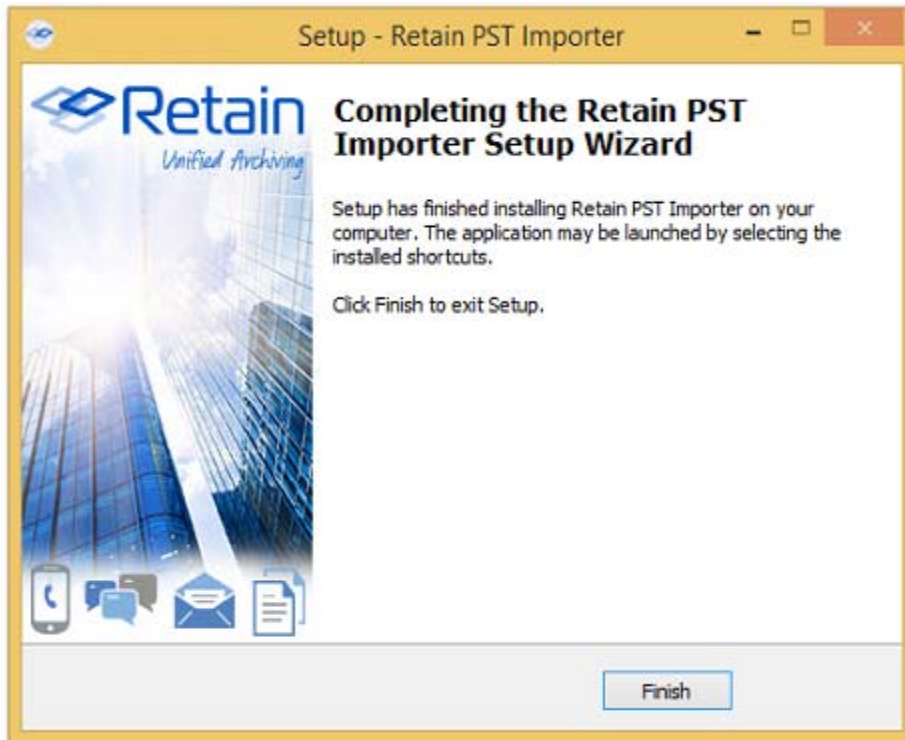 Setup - Retain PST Importer
Retain
Unified Archiving
Completing the Retain PST
Importer Setup Wizard
Setup has finished installing Retain PST Importer on your
computer. The application may be launched by selecting the
installed shortcuts.
Click Finish to exit Setup.
Finish